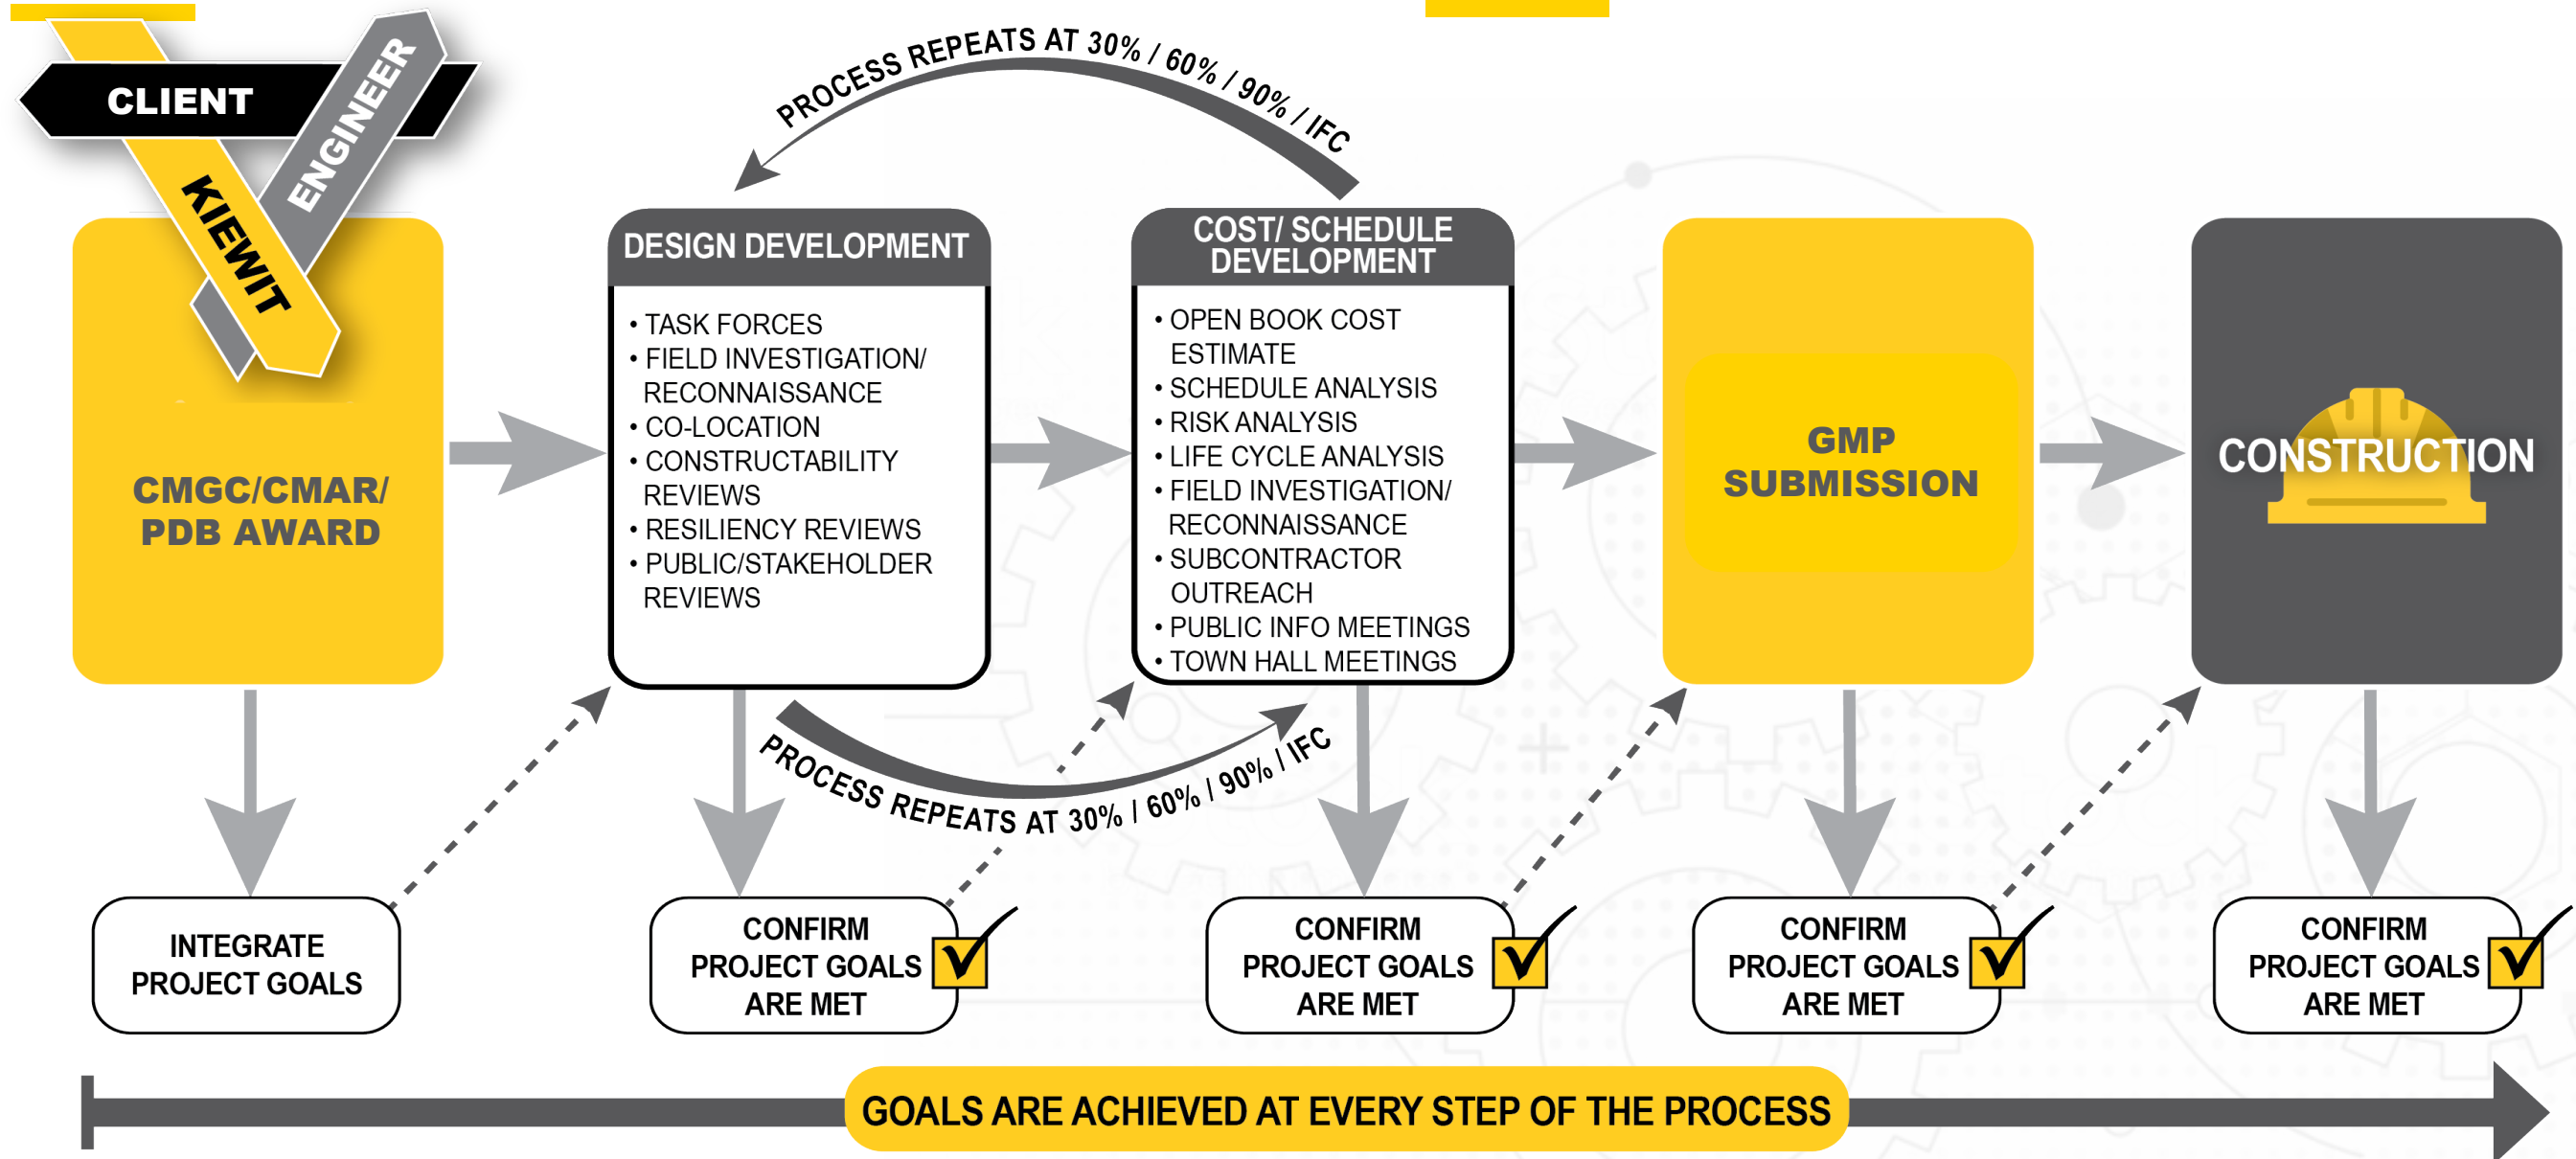 CLIENT
ENGINEER
KIEWIT
CMGC/CMAR/
PDB AWARD
PROCESS REPEATS AT 30% / 60% / 90% / IFC
DESIGN DEVELOPMENT
• TASK FORCES
• FIELD INVESTIGATION/
RECONNAISSANCE
• CO-LOCATION
• CONSTRUCTABILITY
REVIEWS
• RESILIENCY REVIEWS
• PUBLIC/STAKEHOLDER
REVIEWS
COST/ SCHEDULE
DEVELOPMENT
• OPEN BOOK COST
ESTIMATE
• SCHEDULE ANALYSIS
• RISK ANALYSIS
• LIFE CYCLE ANALYSIS
• FIELD INVESTIGATION/
RECONNAISSANCE
• SUBCONTRACTOR
OUTREACH
• PUBLIC INFO MEETINGS
• TOWN HALL MEETINGS
GMP
SUBMISSION
CONSTRUCTION
PROCESS REPEATS AT 30% / 60% / 90% / IFC
INTEGRATE
PROJECT GOALS
CONFIRM
PROJECT GOALS
ARE MET
CONFIRM
PROJECT GOALS
ARE MET
CONFIRM
PROJECT GOALS
ARE MET
CONFIRM
PROJECT GOALS
ARE MET
GOALS ARE ACHIEVED AT EVERY STEP OF THE PROCESS